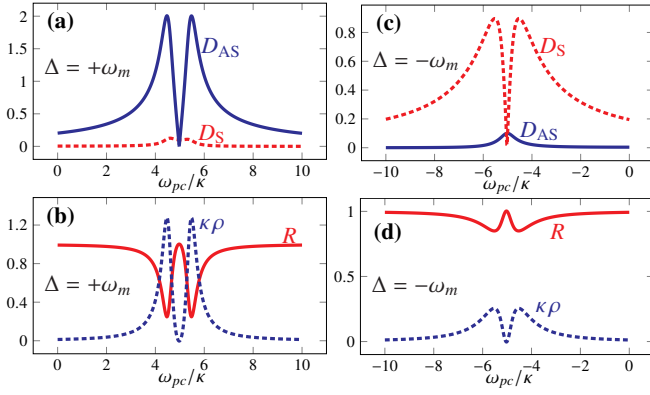 (a)
2
1.5
1
0.5
0
Δ = +ω_m
D_AS
D_S
0 2 4 6 8 10
ω_pc/κ
(c)
0.8
0.6
0.4
0.2
0
Δ = −ω_m
D_S
D_AS
−10 −8 −6 −4 −2 0
ω_pc/κ
(b)
1.2
0.8
0.4
0
κρ
R
Δ = +ω_m
0 2 4 6 8 10
ω_pc/κ
(d)
1
0.5
0
R
Δ = −ω_m
κρ
−10 −8 −6 −4 −2 0
ω_pc/κ